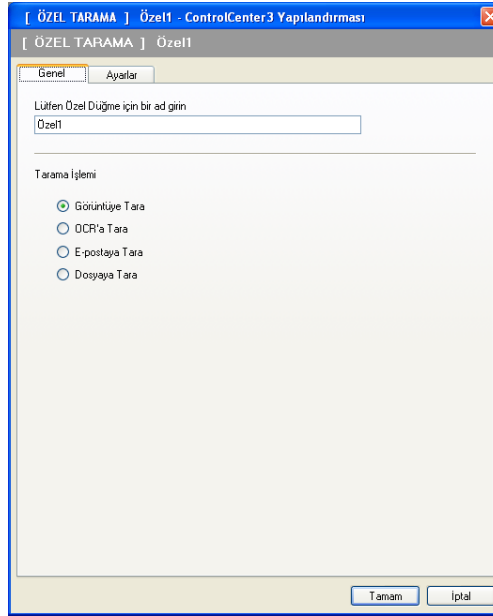 [ ÖZEL TARAMA ] Özel1 - ControlCenter3 Yapılandırması
[ ÖZEL TARAMA ] Özel1
Genel Ayarlar
Lütfen Özel Düğme için bir ad girin
Özel1
Tarama İşlemi
Görüntüye Tara
OCR'a Tara
E-postaya Tara
Dosyaya Tara
Tamam İptal